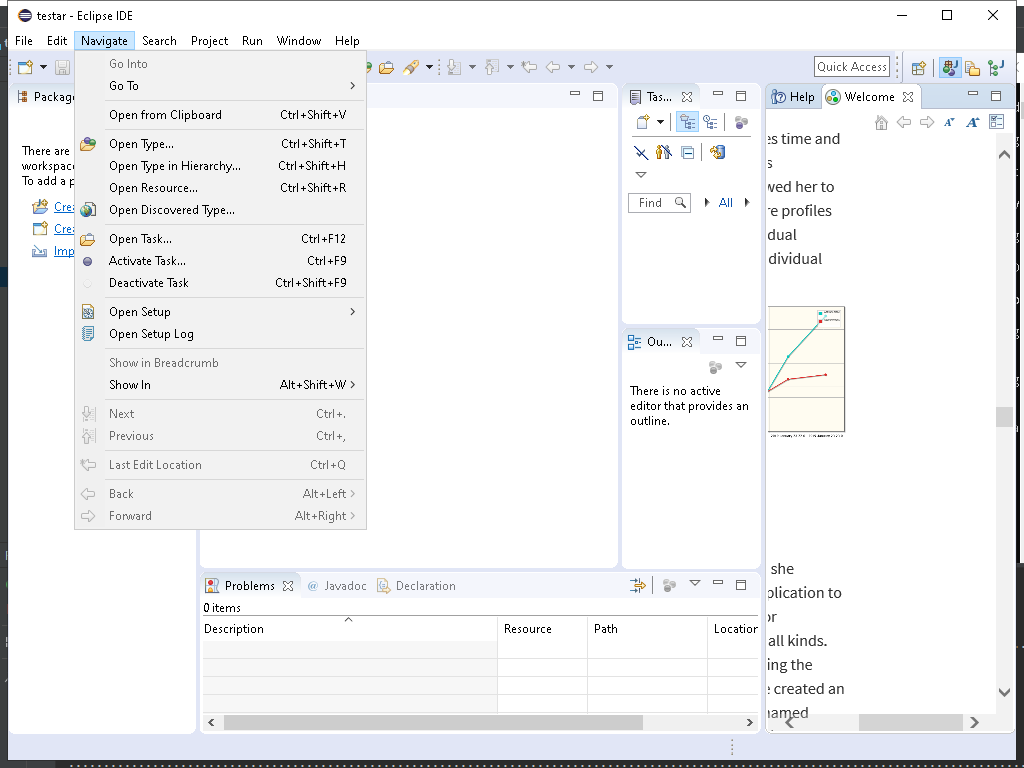 testar - Eclipse IDE
File Edit Navigate Search Project Run Window Help
Quick Access
Go Into
Go To
Open from Clipboard Ctrl+Shift+V
Open Type... Ctrl+Shift+T
Open Type in Hierarchy... Ctrl+Shift+H
Open Resource... Ctrl+Shift+R
Open Discovered Type...
Open Task... Ctrl+F12
Activate Task... Ctrl+F9
Deactivate Task Ctrl+Shift+F9
Open Setup
Open Setup Log
Show in Breadcrumb
Show In Alt+Shift+W
Next Ctrl+.
Previous Ctrl+,
Last Edit Location Ctrl+Q
Back Alt+Left
Forward Alt+Right
Packag
There are
workspac
To add a p
Crea
Crea
Imp
Tas...
Find All
Ou...
There is no active
editor that provides an
outline.
Help Welcome
es time and
s
wed her to
re profiles
dual
dividual
she
plication to
or
all kinds.
ing the
e created an
named
Problems Javadoc Declaration
0 items
Description Resource Path Location